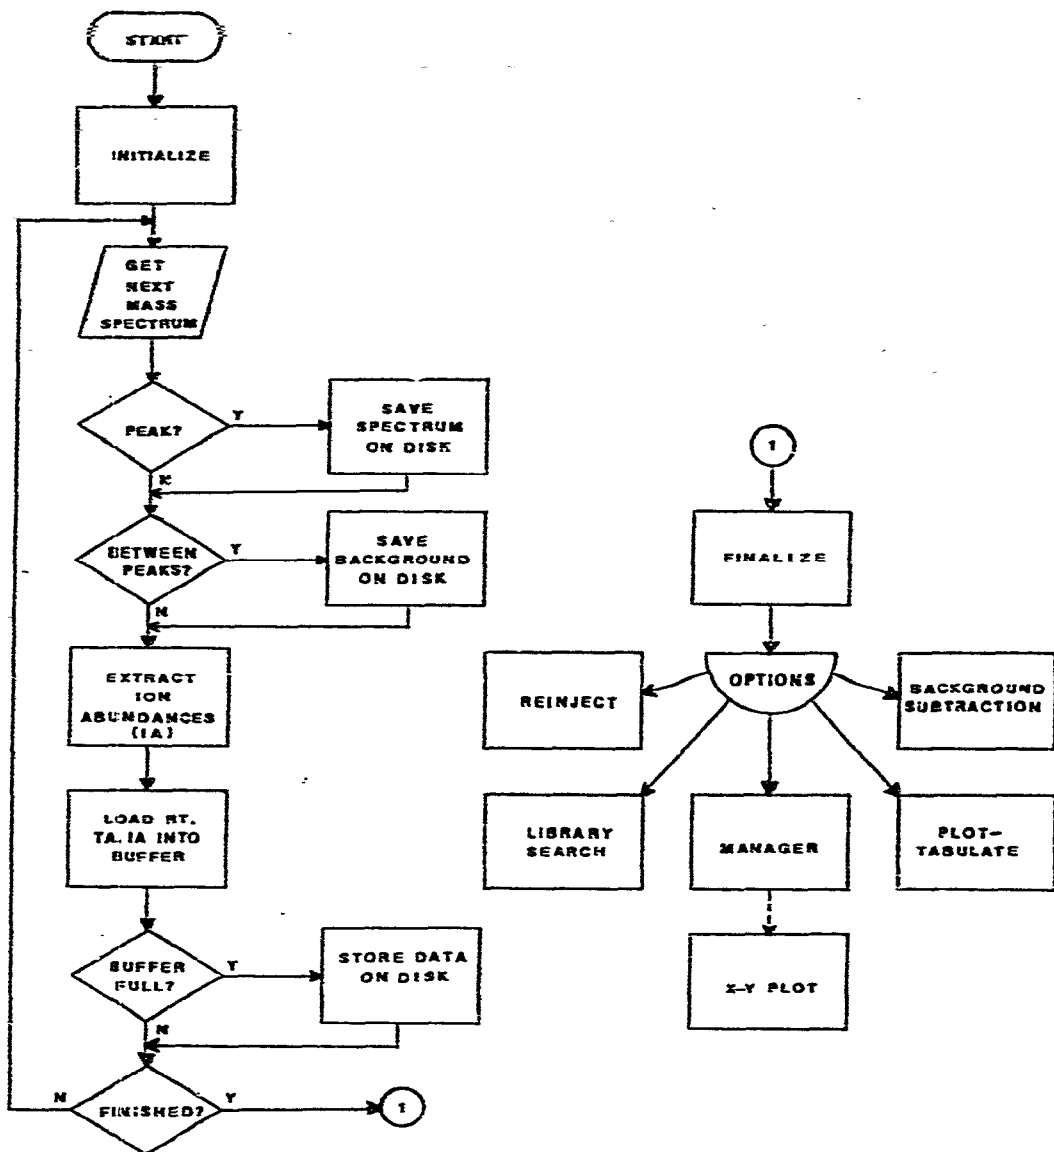 START
INITIALIZE
GET
NEXT
MASS
SPECTRUM
PEAK?
Y
SAVE
SPECTRUM
ON DISK
N
BETWEEN
PEAKS?
Y
SAVE
BACKGROUND
ON DISK
N
EXTRACT
ION
ABUNDANCES
(IA)
LOAD RT,
TA, IA INTO
BUFFER
BUFFER
FULL?
Y
STORE DATA
ON DISK
N
N
FINISHED?
Y
1
1
FINALIZE
OPTIONS
REINJECT
BACKGROUND
SUBTRACTION
LIBRARY
SEARCH
MANAGER
PLOT-
TABULATE
X-Y PLOT